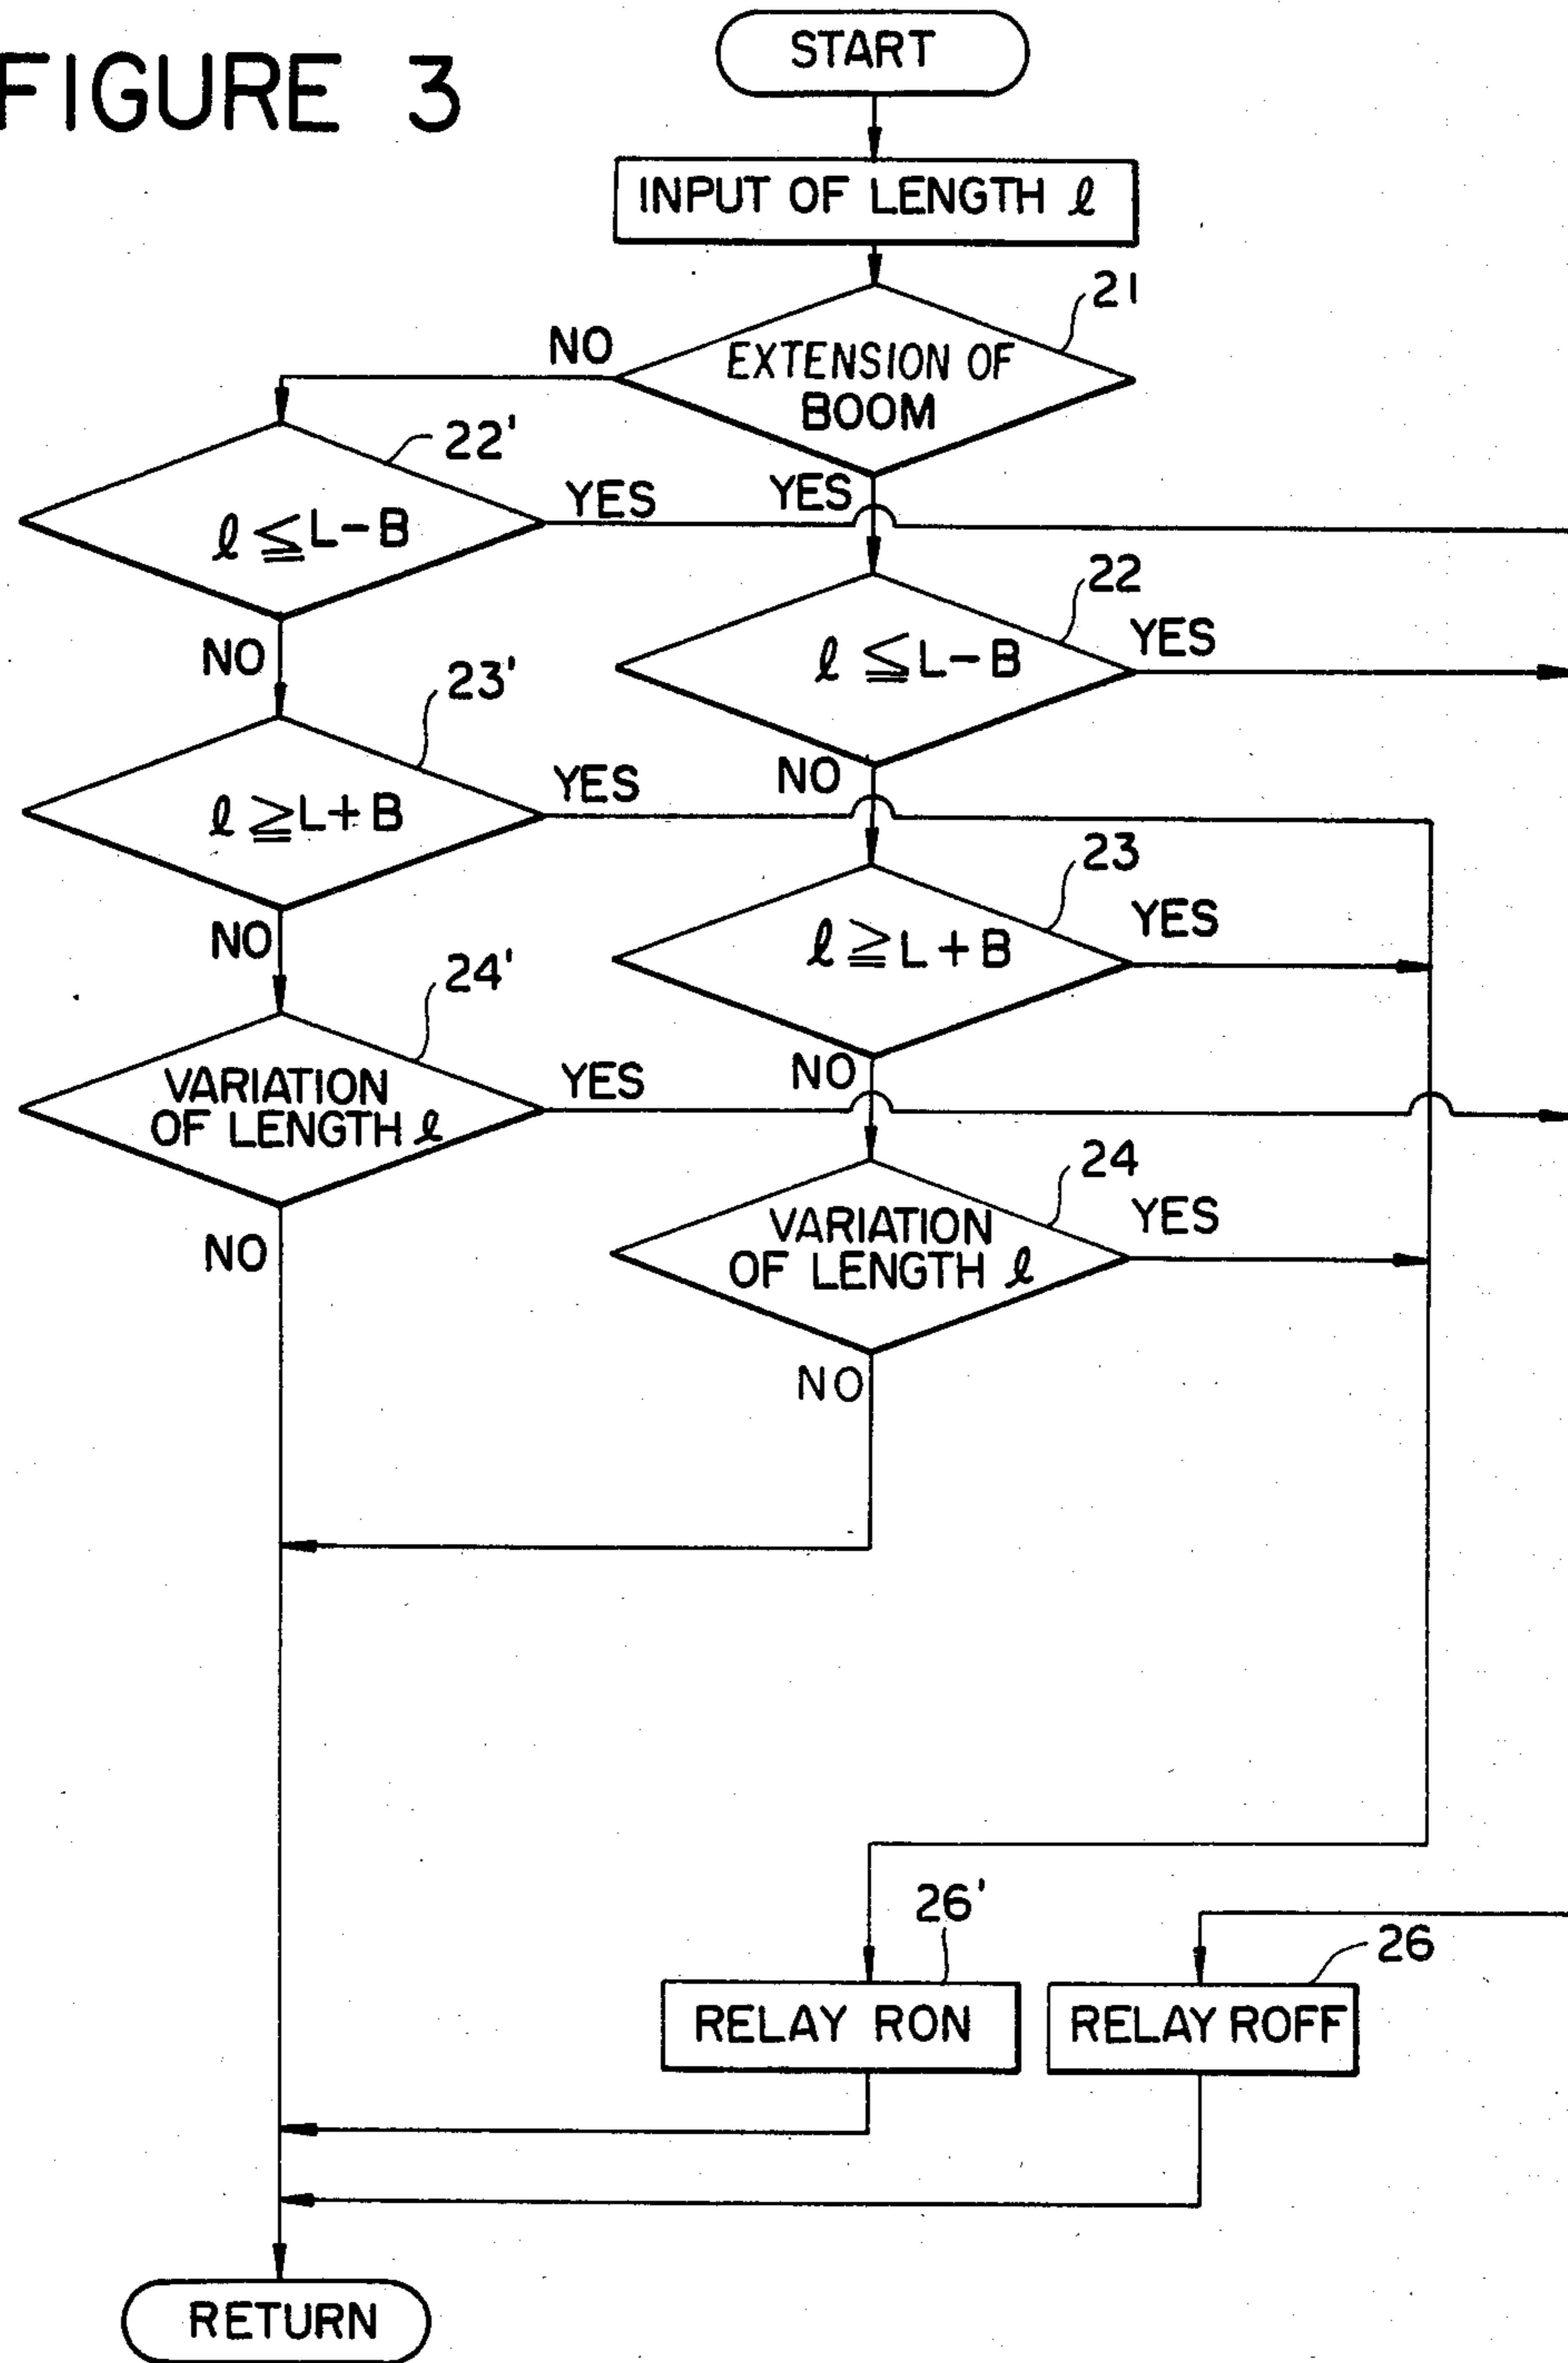 FIGURE 3
START
INPUT OF LENGTH ℓ
21
NO
EXTENSION OF
BOOM
22'
YES
YES
ℓ ≦ L-B
22
NO
YES
ℓ ≦ L-B
23'
YES
NO
ℓ ≧ L+B
23
YES
NO
ℓ ≧ L+B
24'
NO
YES
VARIATION
OF LENGTH ℓ
24
YES
NO
VARIATION
OF LENGTH ℓ
NO
26'
26
RELAY RON
RELAY ROFF
RETURN